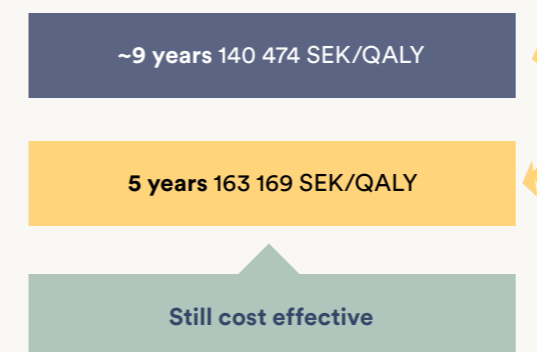 ~9 years 140 474 SEK/QALY
5 years 163 169 SEK/QALY
Still cost effective